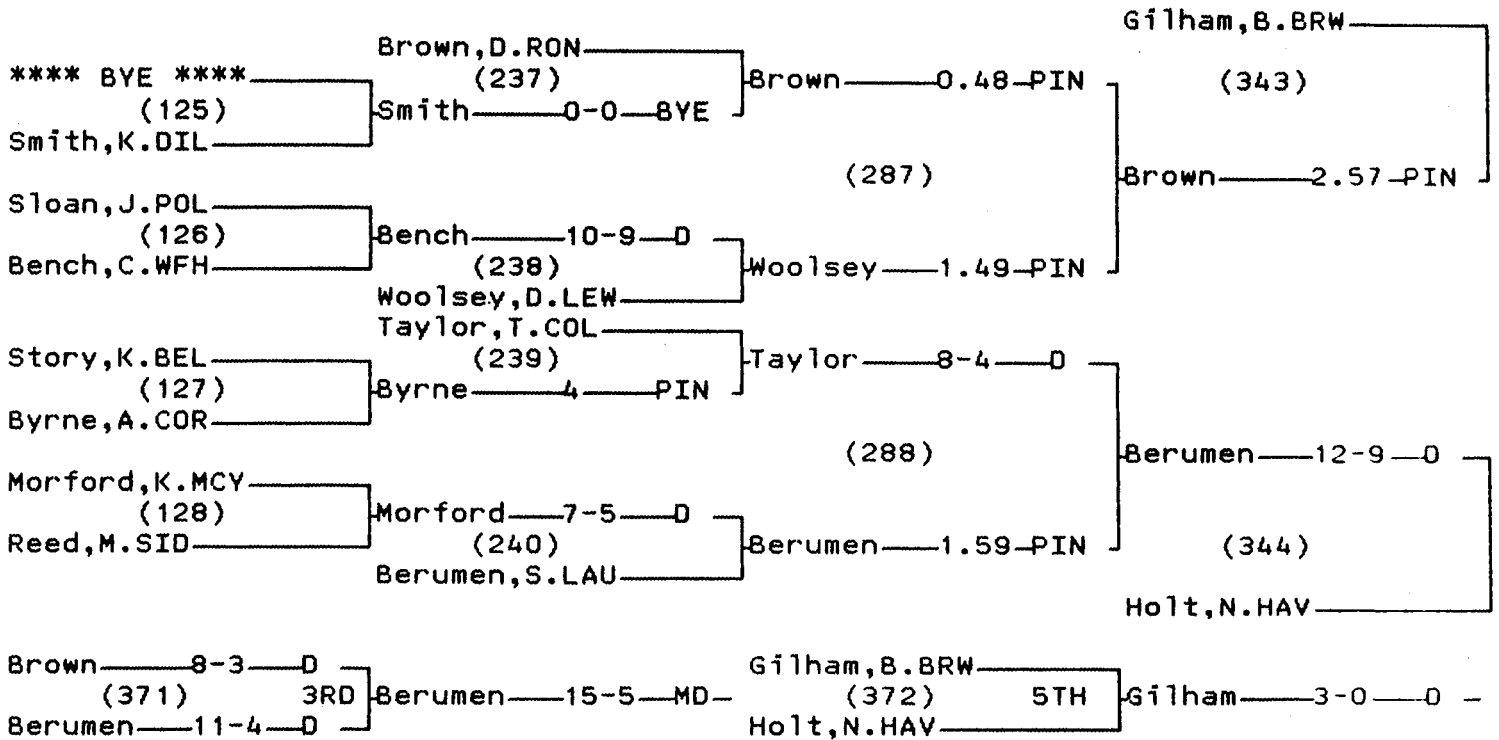 Gilham,B.BRW
Brown,D.RON
**** BYE **** (237) Brown 0.48 PIN (343)
(125) Smith 0-0 BYE
Smith,K.DIL
(287) Brown 2.57 PIN
Sloan,J.POL
(126) Bench 10-9 D
Bench,C.WFH (238) Woolsey 1.49 PIN
Woolsey,D.LEW
Taylor,T.COL
Story,K.BEL (239) Taylor 8-4 D
(127) Byrne 4 PIN
Byrne,A.COR
(288) Berumen 12-9 D
Morford,K.MCY
(128) Morford 7-5 D
Reed,M.SID (240) Berumen 1.59 PIN (344)
Berumen,S.LAU
Holt,N.HAV
Brown 8-3 D Gilham,B.BRW
(371) 3RD Berumen 15-5 MD (372) 5TH Gilham 3-0 D
Berumen 11-4 D Holt,N.HAV